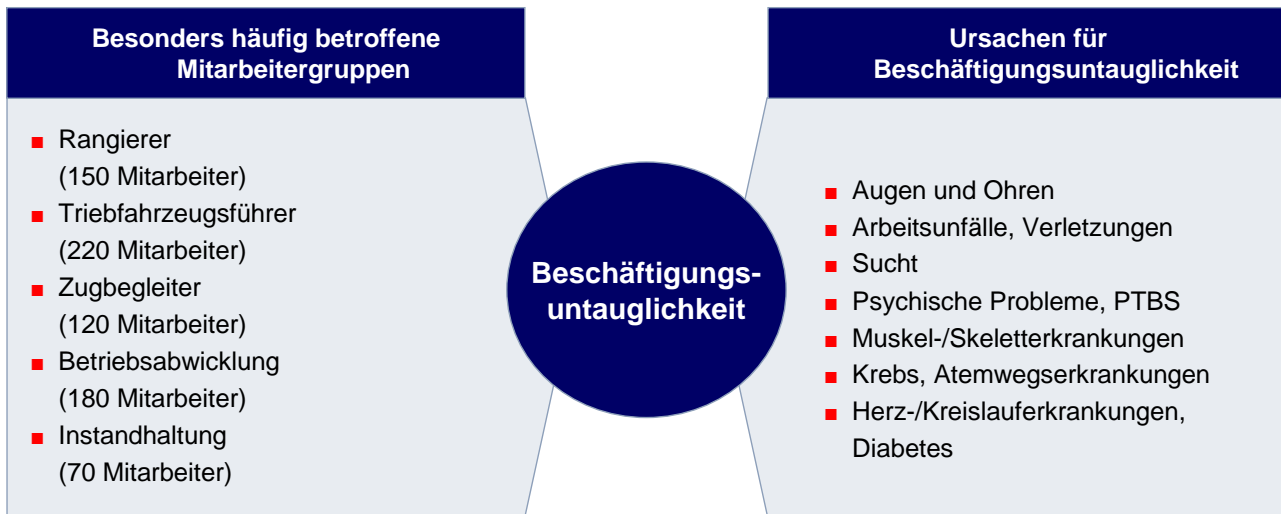 Besonders häufig betroffene
Mitarbeitergruppen
Rangierer
(150 Mitarbeiter)
Triebfahrzeugsführer
(220 Mitarbeiter)
Zugbegleiter
(120 Mitarbeiter)
Betriebsabwicklung
(180 Mitarbeiter)
Instandhaltung
(70 Mitarbeiter)
Beschäftigungs-
untauglichkeit
Ursachen für
Beschäftigungsuntauglichkeit
Augen und Ohren
Arbeitsunfälle, Verletzungen
Sucht
Psychische Probleme, PTBS
Muskel-/Skeletterkrankungen
Krebs, Atemwegserkrankungen
Herz-/Kreislauferkrankungen,
Diabetes